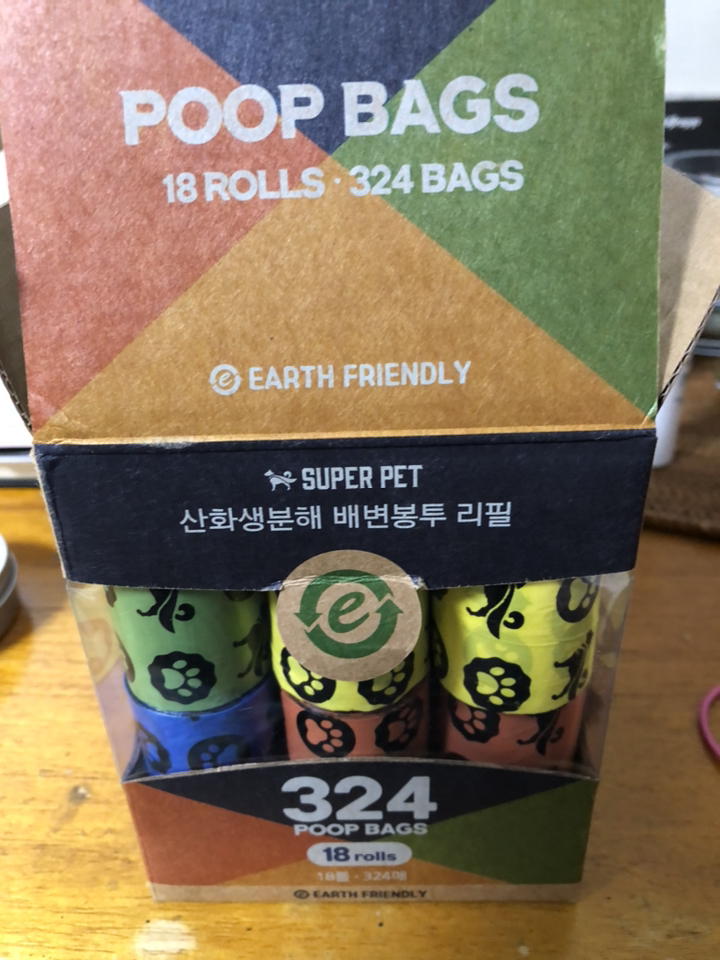 POOP BAGS
18 ROLLS · 324 BAGS
e EARTH FRIENDLY
SUPER PET
산화생분해 배변봉투 리필
e
324
POOP BAGS
18 rolls
18롤 · 324매
e EARTH FRIENDLY